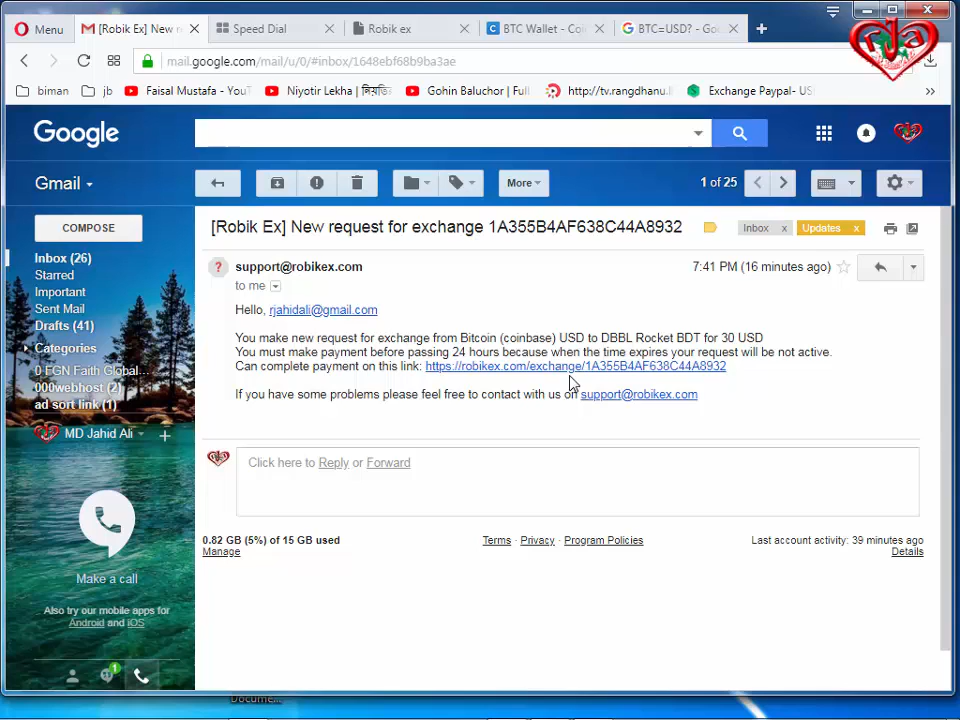 Menu
[Robik Ex] New r
Speed Dial
Robik ex
BTC Wallet - Coi
BTC=USD? - Go
mail.google.com/mail/u/0/#inbox/1648ebf68b9ba3ae
biman
jb
Faisal Mustafa - YouT
Niyotir Lekha | নিয়তির
Gohin Baluchor | Full
http://tv.rangdhanu.l
Exchange Paypal- US
rja
Google
Gmail
More
1 of 25
COMPOSE
Inbox (26)
Starred
Important
Sent Mail
Drafts (41)
Categories
0 FGN Faith Global...
000webhost (2)
ad sort link (1)
MD Jahid Ali
Make a call
Also try our mobile apps for
Android and iOS
1
[Robik Ex] New request for exchange 1A355B4AF638C44A8932
Inbox x
Updates x
support@robikex.com
7:41 PM (16 minutes ago)
to me
Hello, rjahidali@gmail.com
You make new request for exchange from Bitcoin (coinbase) USD to DBBL Rocket BDT for 30 USD
You must make payment before passing 24 hours because when the time expires your request will be not active.
Can complete payment on this link: https://robikex.com/exchange/1A355B4AF638C44A8932
If you have some problems please feel free to contact with us on support@robikex.com
Click here to Reply or Forward
0.82 GB (5%) of 15 GB used
Manage
Terms · Privacy · Program Policies
Last account activity: 39 minutes ago
Details
Docume...